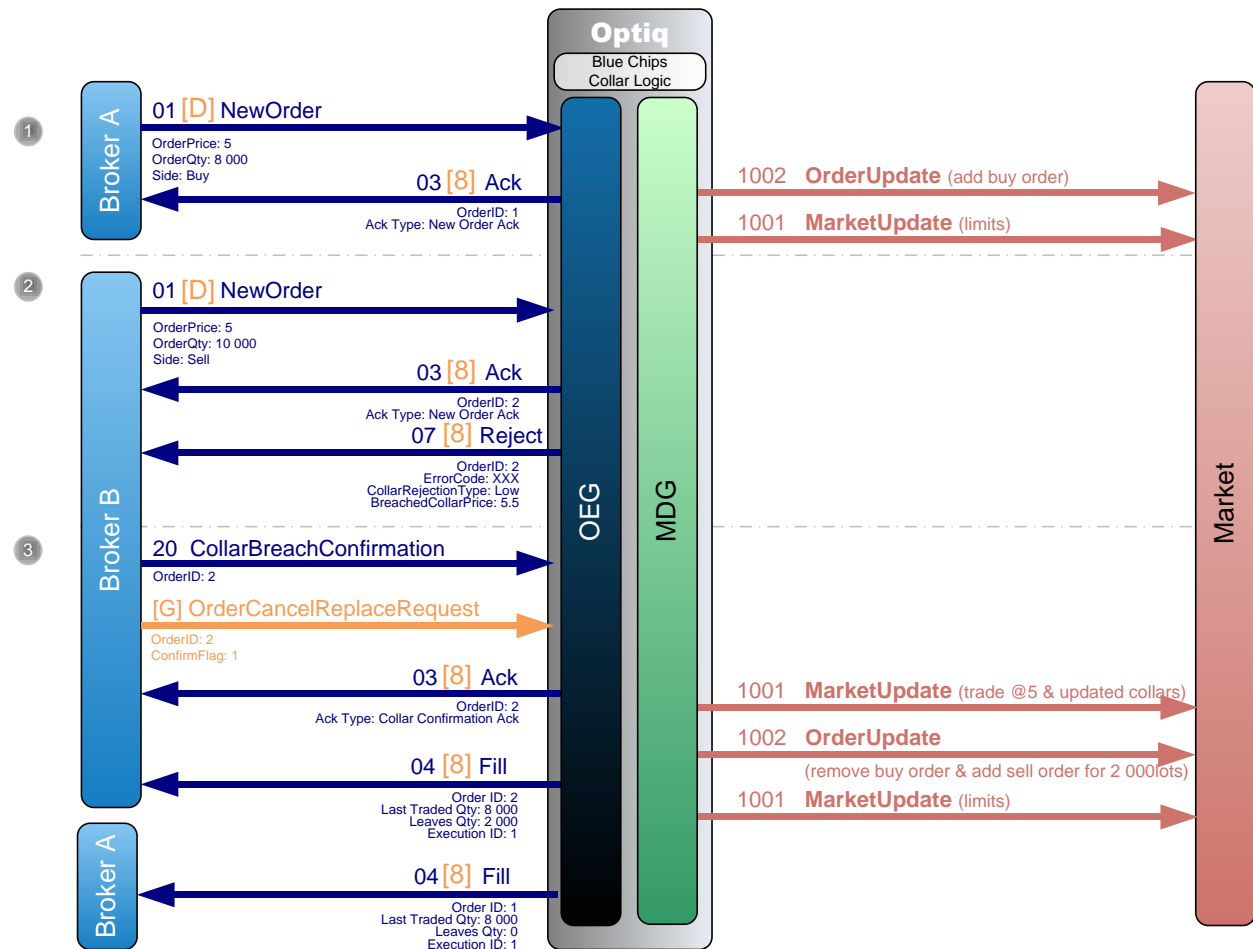 Optiq
Blue Chips
Collar Logic
OEG
MDG
Market
1
Broker A
01 [D] NewOrder
OrderPrice: 5
OrderQty: 8 000
Side: Buy
03 [8] Ack
OrderID: 1
Ack Type: New Order Ack
1002 OrderUpdate (add buy order)
1001 MarketUpdate (limits)
2
Broker B
01 [D] NewOrder
OrderPrice: 5
OrderQty: 10 000
Side: Sell
03 [8] Ack
OrderID: 2
Ack Type: New Order Ack
07 [8] Reject
OrderID: 2
ErrorCode: XXX
CollarRejectionType: Low
BreachedCollarPrice: 5.5
3
20 CollarBreachConfirmation
OrderID: 2
[G] OrderCancelReplaceRequest
OrderID: 2
ConfirmFlag: 1
03 [8] Ack
OrderID: 2
Ack Type: Collar Confirmation Ack
1001 MarketUpdate (trade @5 & updated collars)
1002 OrderUpdate
(remove buy order & add sell order for 2 000lots)
04 [8] Fill
Order ID: 2
Last Traded Qty: 8 000
Leaves Qty: 2 000
Execution ID: 1
1001 MarketUpdate (limits)
Broker A
04 [8] Fill
Order ID: 1
Last Traded Qty: 8 000
Leaves Qty: 0
Execution ID: 1